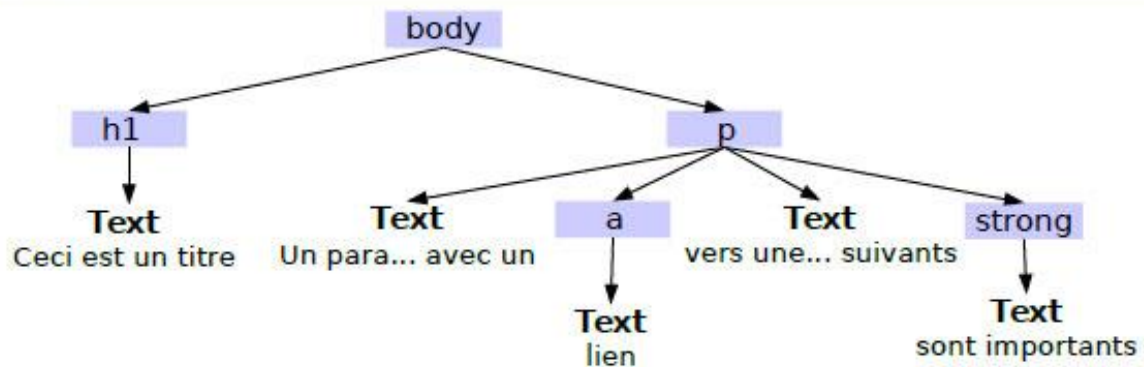 body
h1
p
Text
Ceci est un titre
Text
Un para... avec un
a
Text
vers une... suivants
strong
Text
lien
Text
sont importants